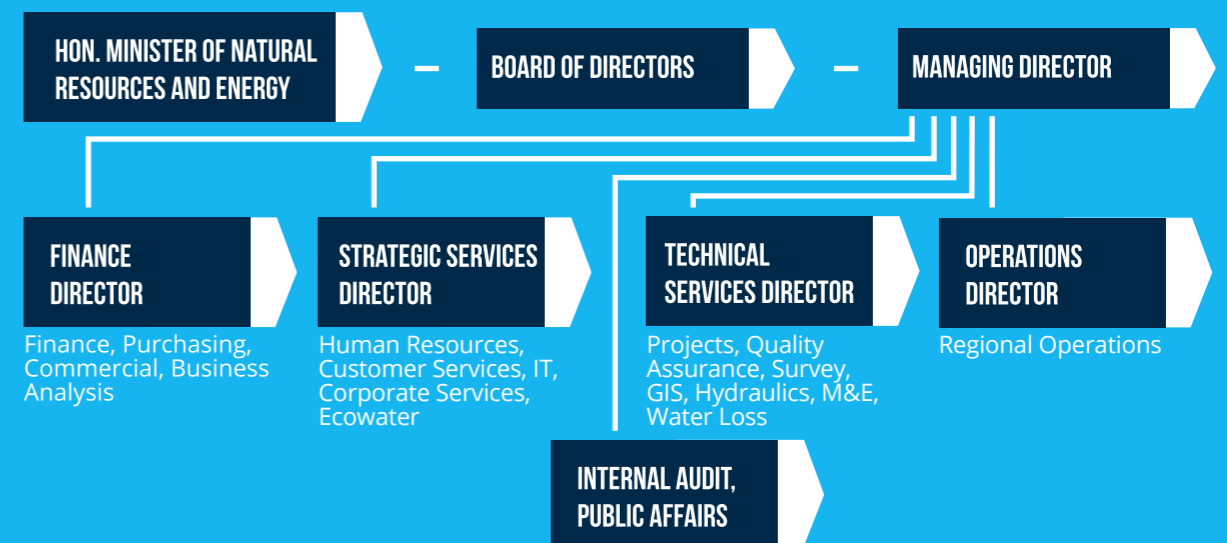 HON. MINISTER OF NATURAL
RESOURCES AND ENERGY
BOARD OF DIRECTORS
MANAGING DIRECTOR
FINANCE
DIRECTOR
Finance, Purchasing,
Commercial, Business
Analysis
STRATEGIC SERVICES
DIRECTOR
Human Resources,
Customer Services, IT,
Corporate Services,
Ecowater
TECHNICAL
SERVICES DIRECTOR
Projects, Quality
Assurance, Survey,
GIS, Hydraulics, M&E,
Water Loss
OPERATIONS
DIRECTOR
Regional Operations
INTERNAL AUDIT,
PUBLIC AFFAIRS